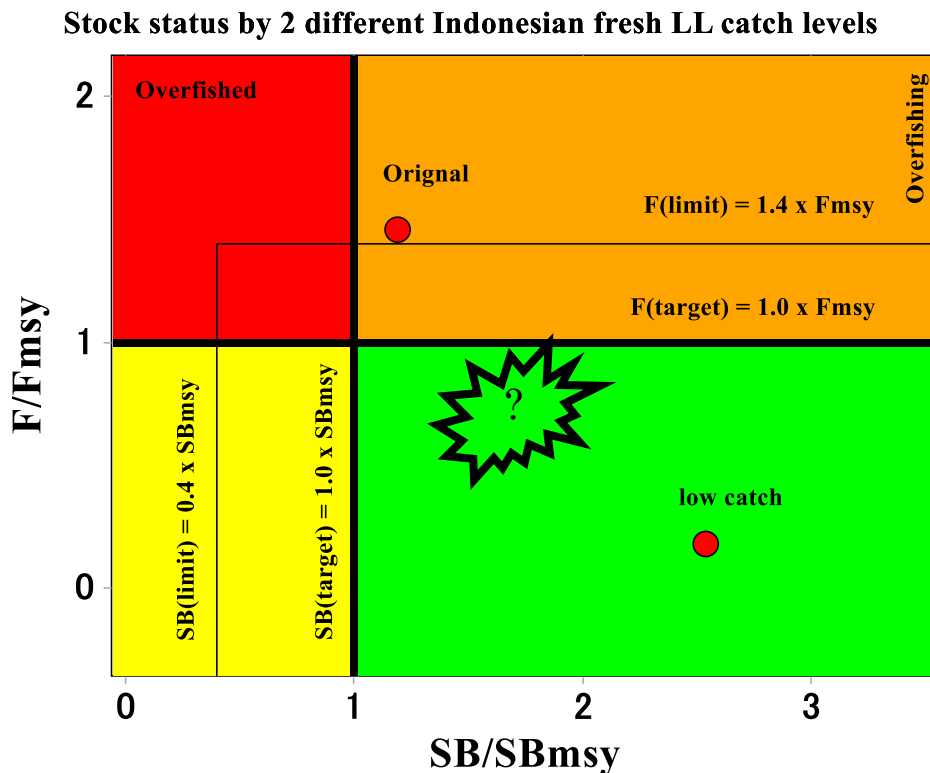 Stock status by 2 different Indonesian fresh LL catch levels
Overfished
Overfishing
Orignal
F(limit) = 1.4 x Fmsy
F(target) = 1.0 x Fmsy
SB(limit) = 0.4 x SBmsy
SB(target) = 1.0 x SBmsy
?
low catch
F/Fmsy
2
1
0
0
1
2
3
SB/SBmsy